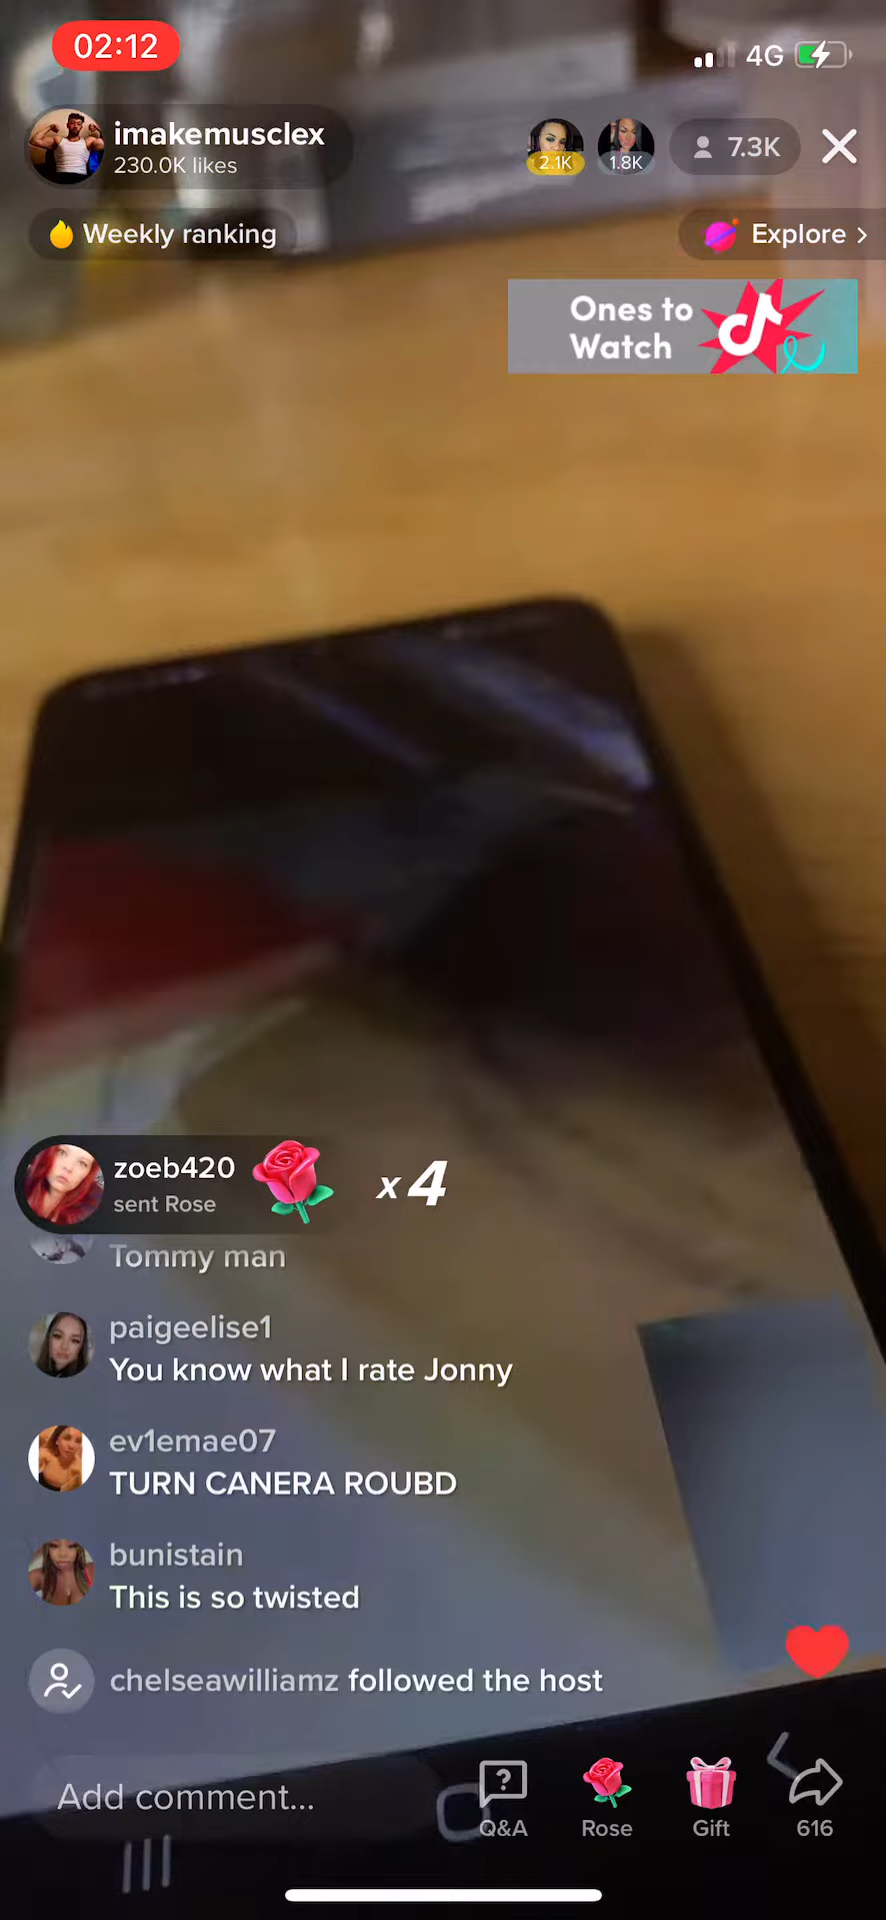 02:12
4G
imakemusclex
230.0K likes
2.1K
1.8K
7.3K
Weekly ranking
Explore >
Ones to
Watch
zoeb420
sent Rose
x 4
Tommy man
paigeelise1
You know what I rate Jonny
ev1emae07
TURN CANERA ROUBD
bunistain
This is so twisted
chelseawilliamz followed the host
Add comment...
Q&A
Rose
Gift
616